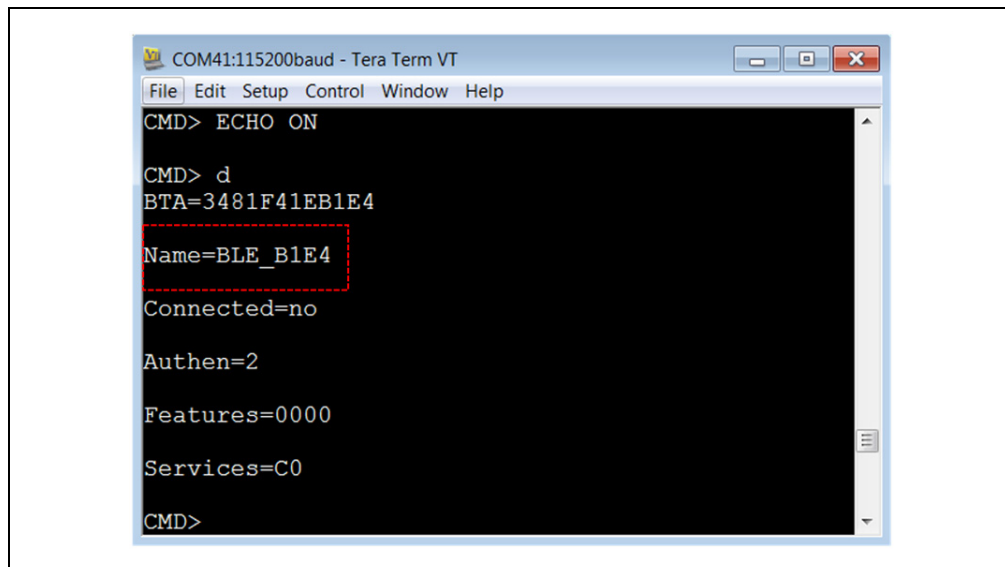 COM41:115200baud - Tera Term VT
File Edit Setup Control Window Help
CMD> ECHO ON
CMD> d
BTA=3481F41EB1E4
Name=BLE_B1E4
Connected=no
Authen=2
Features=0000
Services=C0
CMD>